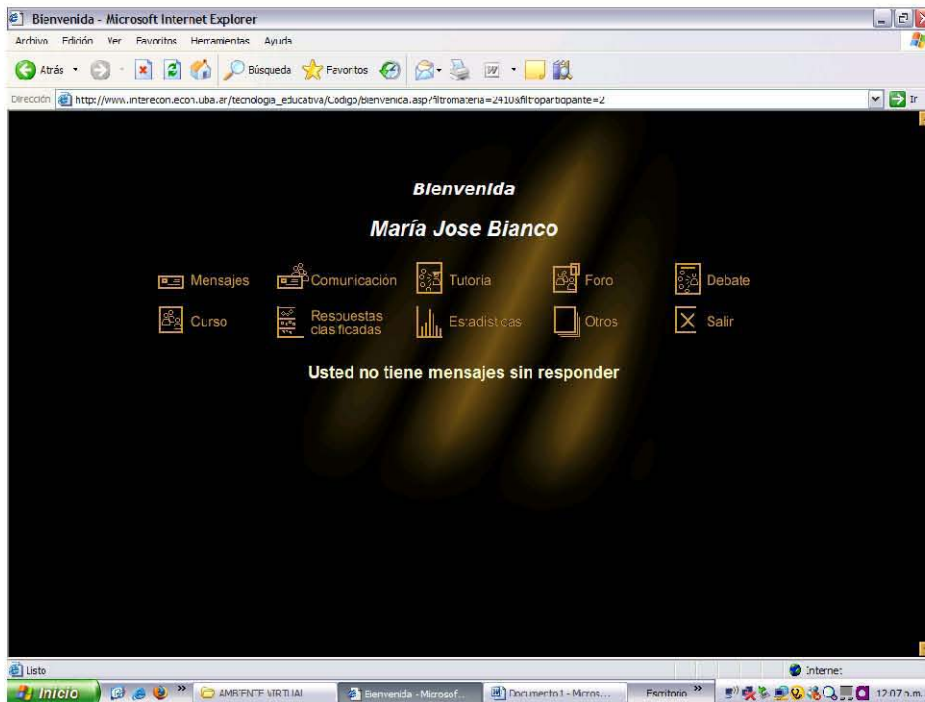 Bienvenida - Microsoft Internet Explorer
Archivo Edición Ver Favoritos Herramientas Ayuda
Atrás Búsqueda Favoritos
Dirección http://www.interecon.econ.uba.ar/tecnologia_educativa/Codigo/Bienvenida.asp?filtromateria=2410&filtroparticipante=2 Ir
Bienvenida
María Jose Bianco
Mensajes Comunicación Tutoría Foro Debate
Curso Respuestas clasificadas Estadísticas Otros Salir
Usted no tiene mensajes sin responder
Listo Internet
Inicio » AMBIENTE VIRTUAL Bienvenida - Microsof... Documento1 - Micros... Escritorio » 12:07 p.m.